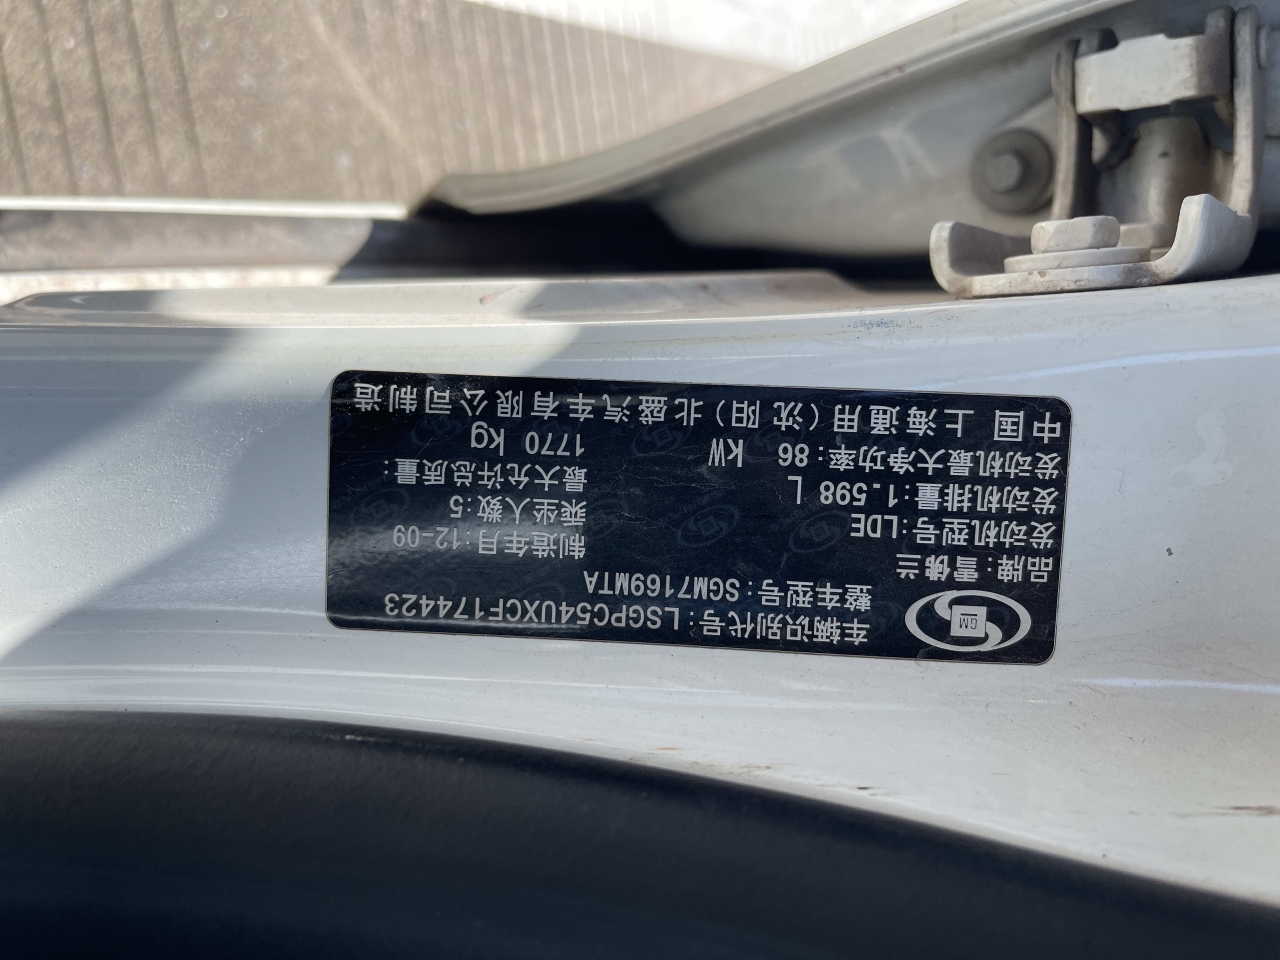 GM
车辆识别代号:LSGPC54UXCF174423
整车型号:SGM7169MTA
品牌:雪佛兰
发动机型号:LDE 制造年月:12-09
发动机排量:1.598 L 乘坐人数:5
发动机最大净功率:86 kW 最大允许总质量:
1770 kg
中国 上海通用(沈阳)北盛汽车有限公司制造